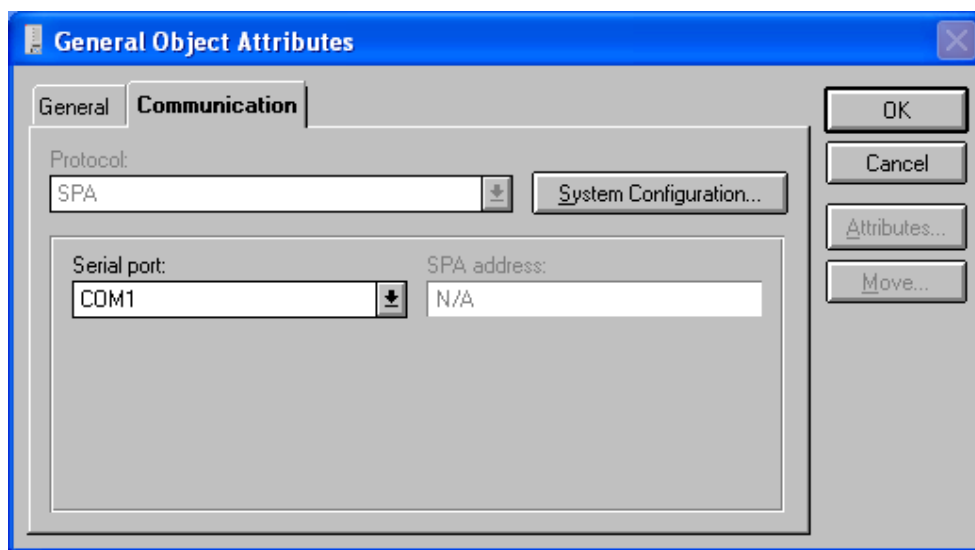 General Object Attributes
General Communication
OK
Cancel
Attributes...
Move...
Protocol:
SPA
System Configuration...
Serial port:
COM1
SPA address:
N/A